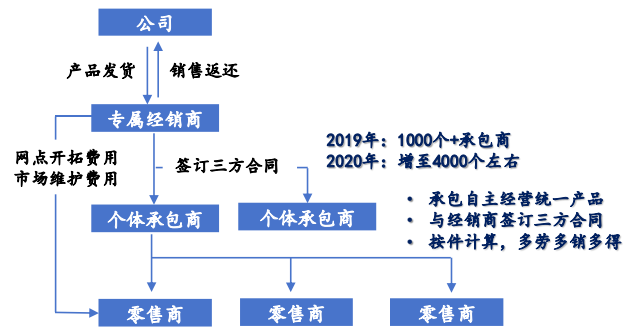 公司
产品发货
销售返还
专属经销商
网点开拓费用
市场维护费用
签订三方合同
2019年：1000个+承包商
2020年：增至4000个左右
个体承包商
个体承包商
• 承包自主经营统一产品
• 与经销商签订三方合同
• 按件计算，多劳多销多得
零售商
零售商
零售商